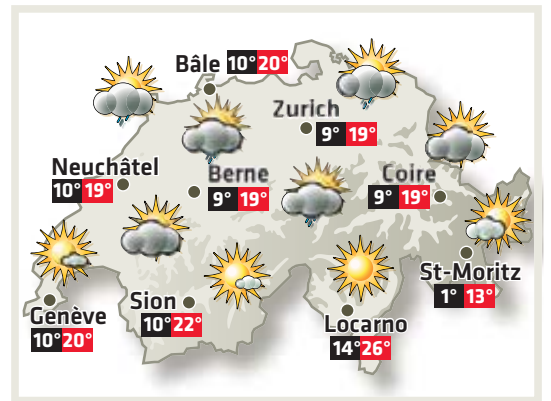 Bâle 10° 20°
Zurich
9° 19°
Neuchâtel
10° 19°
Berne
9° 19°
Coire
9° 19°
St-Moritz
1° 13°
Sion
10° 22°
Genève
10° 20°
Locarno
14° 26°